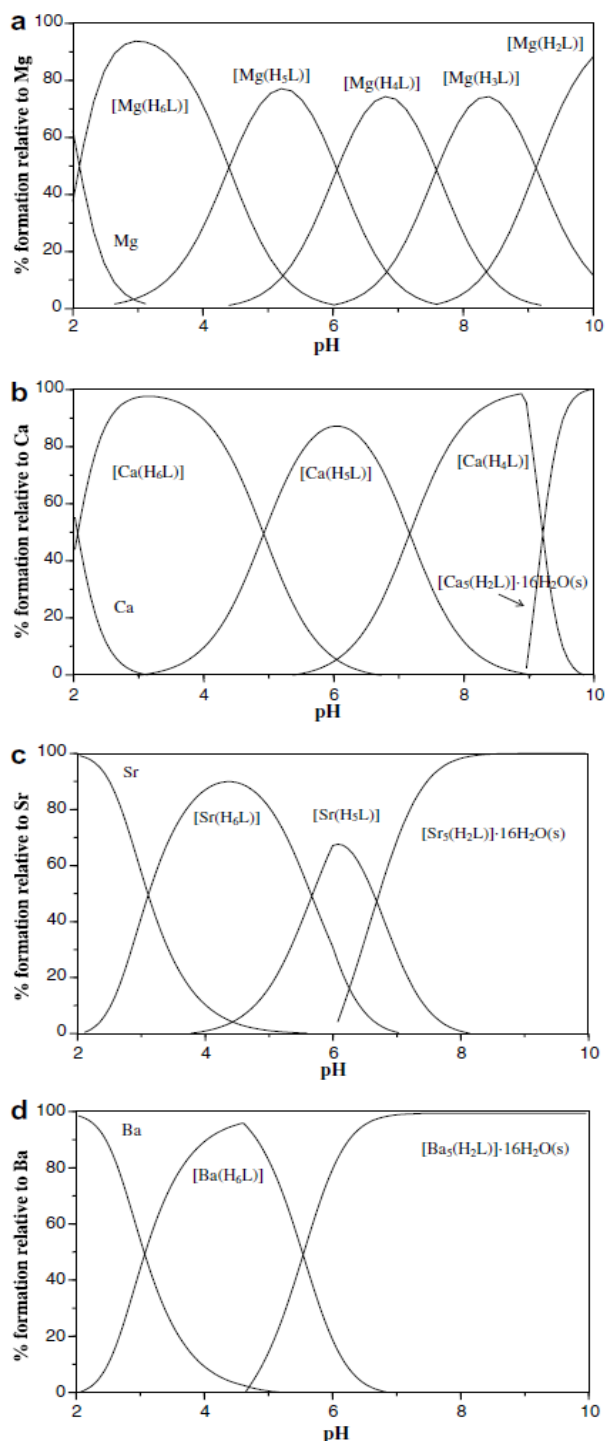 a
% formation relative to Mg
100
80
60
40
20
0
[Mg(H₆L)]
[Mg(H₅L)]
[Mg(H₄L)]
[Mg(H₃L)]
[Mg(H₂L)]
Mg
2 4 6 8 10
pH
b
% formation relative to Ca
100
80
60
40
20
0
[Ca(H₆L)]
[Ca(H₅L)]
[Ca(H₄L)]
[Ca₅(H₂L)]·16H₂O(s)
Ca
2 4 6 8 10
pH
c
% formation relative to Sr
100
80
60
40
20
0
Sr
[Sr(H₆L)]
[Sr(H₅L)]
[Sr₅(H₂L)]·16H₂O(s)
2 4 6 8 10
pH
d
% formation relative to Ba
100
80
60
40
20
0
Ba
[Ba(H₆L)]
[Ba₅(H₂L)]·16H₂O(s)
2 4 6 8 10
pH